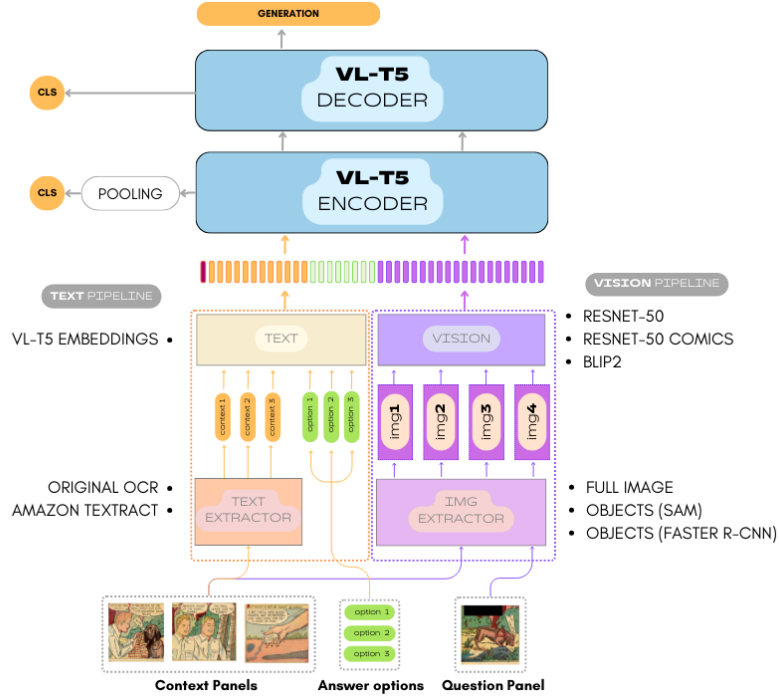 GENERATION
VL-T5
DECODER
CLS
VL-T5
ENCODER
POOLING
CLS
TEXT PIPELINE
VISION PIPELINE
VL-T5 EMBEDDINGS •
• RESNET-50
• RESNET-50 COMICS
• BLIP2
TEXT
VISION
context 1
context 2
context 3
option 1
option 2
option 3
img1
img2
img3
img4
ORIGINAL OCR •
AMAZON TEXTRACT •
TEXT
EXTRACTOR
IMG
EXTRACTOR
• FULL IMAGE
• OBJECTS (SAM)
• OBJECTS (FASTER R-CNN)
option 1
option 2
option 3
Context Panels
Answer options
Question Panel